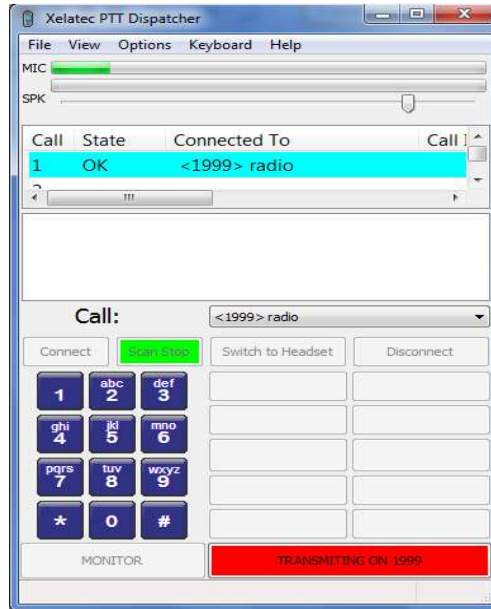 Xelatec PTT Dispatcher
File View Options Keyboard Help
MIC
SPK
Call State Connected To Call I
1 OK <1999> radio
Call: <1999> radio
Connect Scan Stop Switch to Headset Disconnect
1 abc 2 def 3
ghi 4 jkl 5 mno 6
pqrs 7 tuv 8 wxyz 9
* 0 #
MONITOR TRANSMITING ON 1999